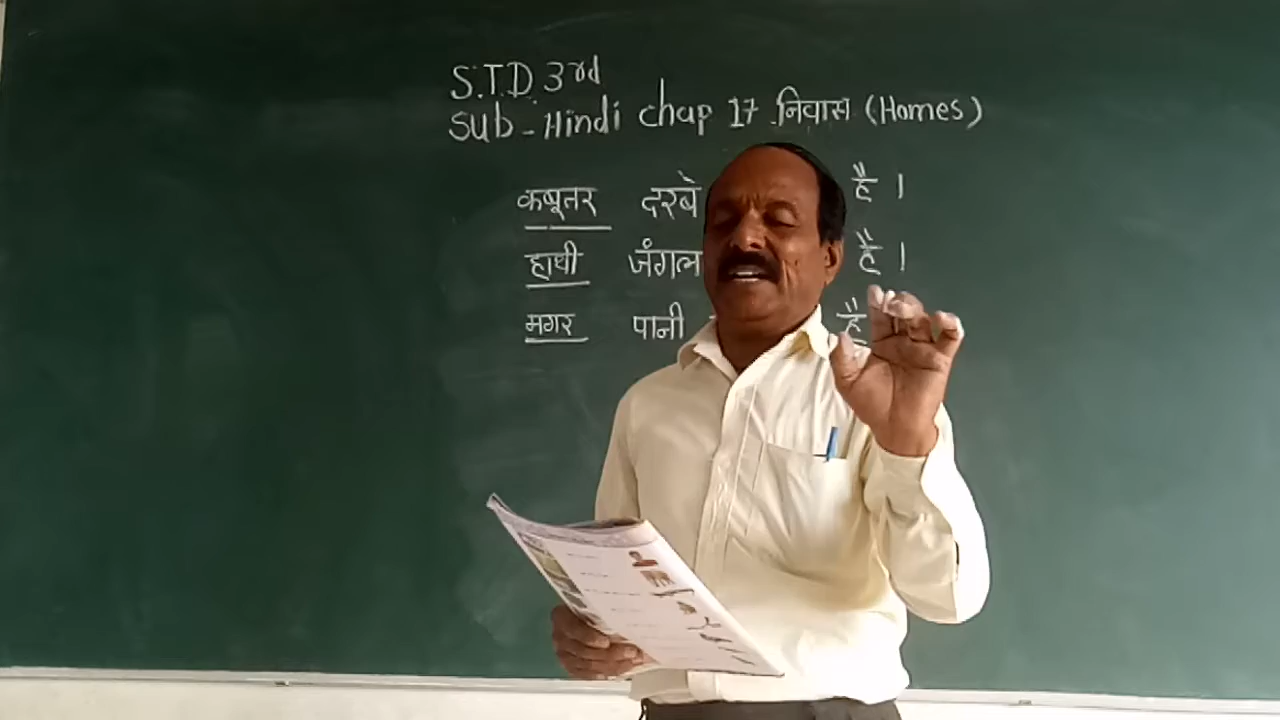 S.T.D. 3rd
Sub - Hindi chap 17 .निवास (Homes)
कबूतर दरबे है ।
हाथी जंगल है ।
मगर पानी है